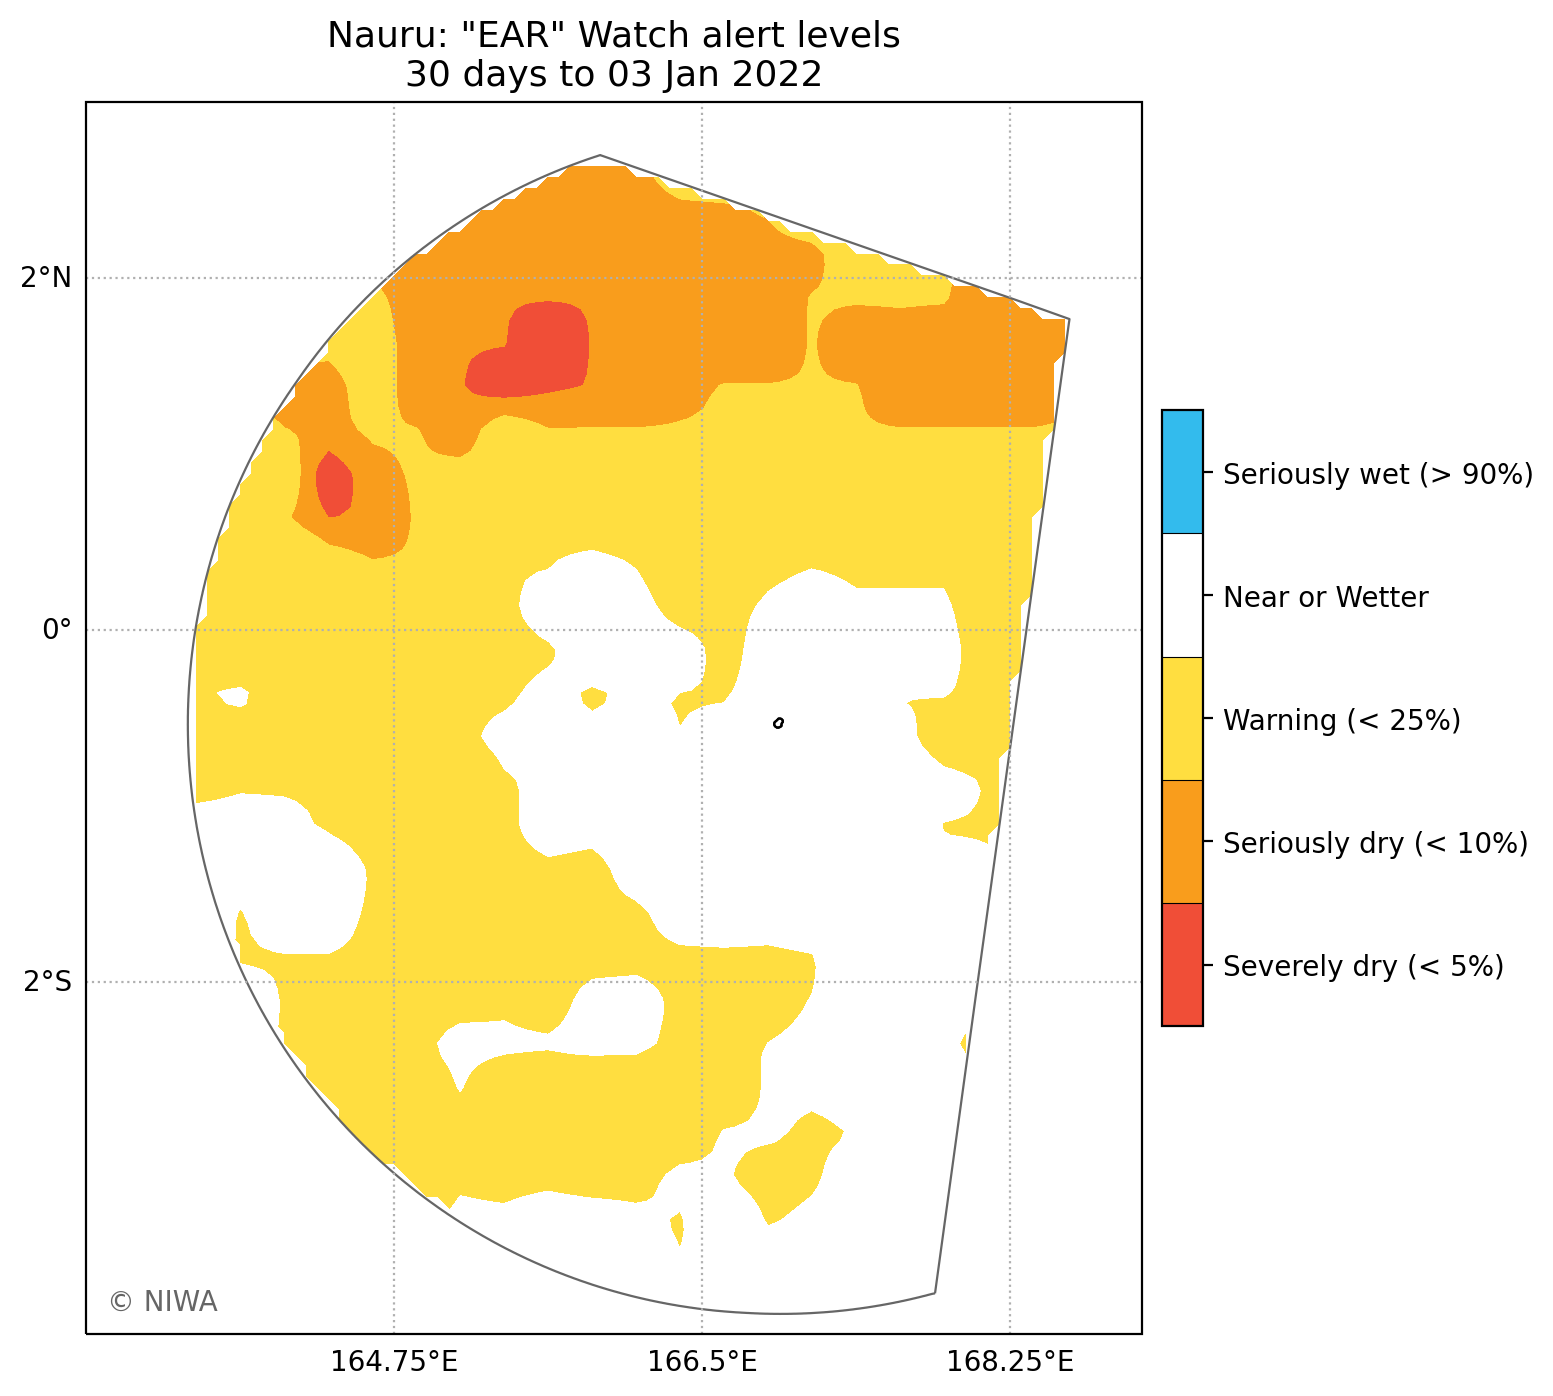 Nauru: "EAR" Watch alert levels
30 days to 03 Jan 2022
2°N
0°
2°S
164.75°E
166.5°E
168.25°E
Seriously wet (> 90%)
Near or Wetter
Warning (< 25%)
Seriously dry (< 10%)
Severely dry (< 5%)
© NIWA